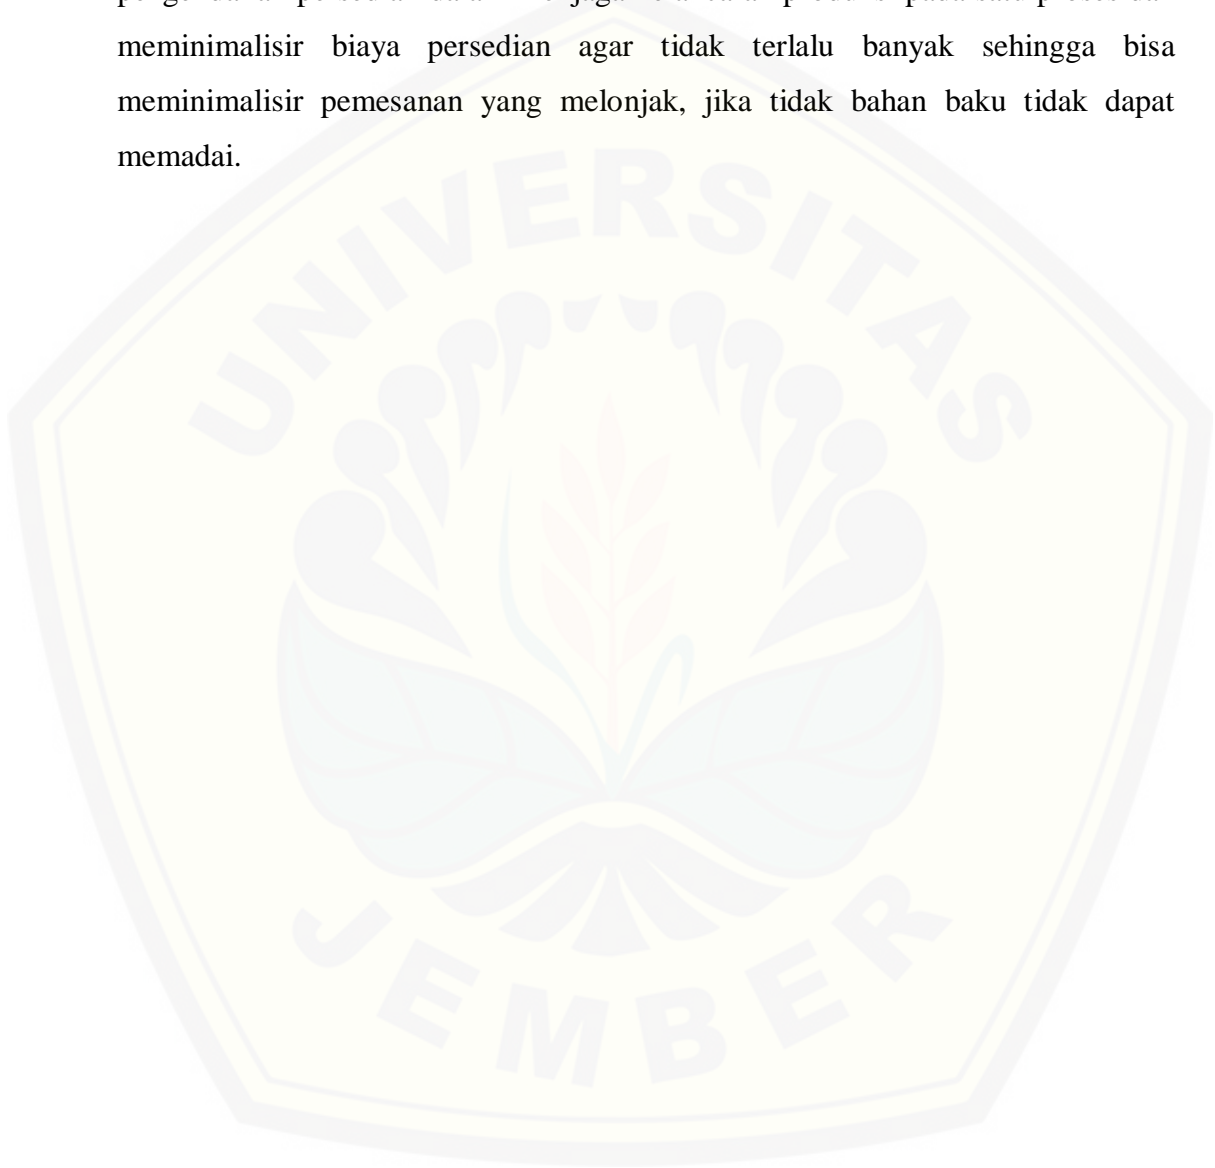 meminimalisir biaya persedian agar tidak terlalu banyak sehingga bisa
meminimalisir pemesanan yang melonjak, jika tidak bahan baku tidak dapat
memadai.
UNIVERSITAS
JEMBER